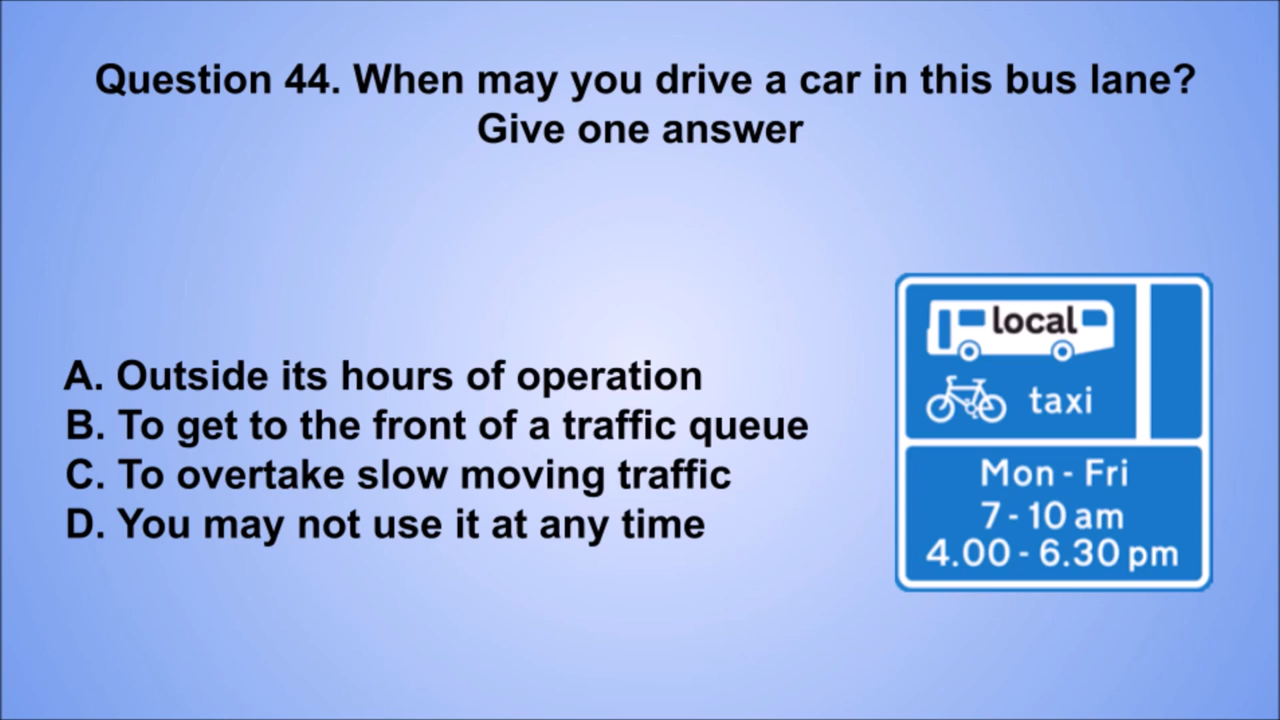 Question 44. When may you drive a car in this bus lane?
Give one answer
A. Outside its hours of operation
B. To get to the front of a traffic queue
C. To overtake slow moving traffic
D. You may not use it at any time
local
taxi
Mon - Fri
7 - 10 am
4.00 - 6.30 pm